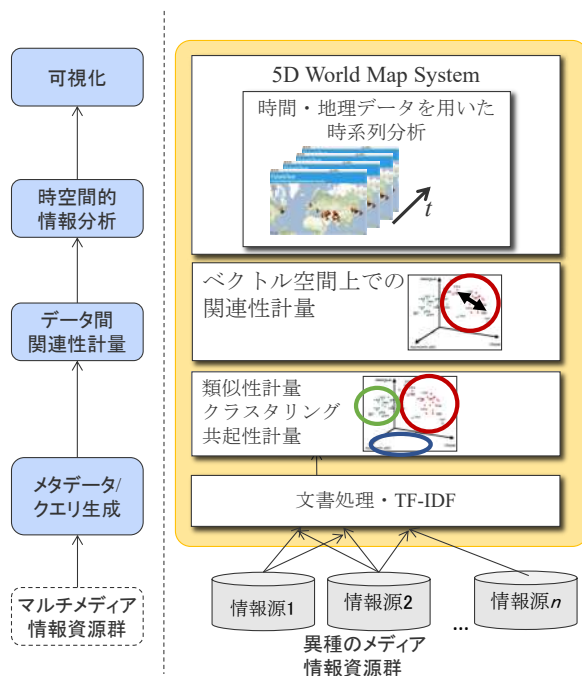 可視化
時空間的
情報分析
データ間
関連性計量
メタデータ/
クエリ生成
マルチメディア
情報資源群
5D World Map System
時間・地理データを用いた
時系列分析
t
ベクトル空間上での
関連性計量
類似性計量
クラスタリング
共起性計量
文書処理・TF-IDF
情報源1
情報源2
...
情報源n
異種のメディア
情報資源群